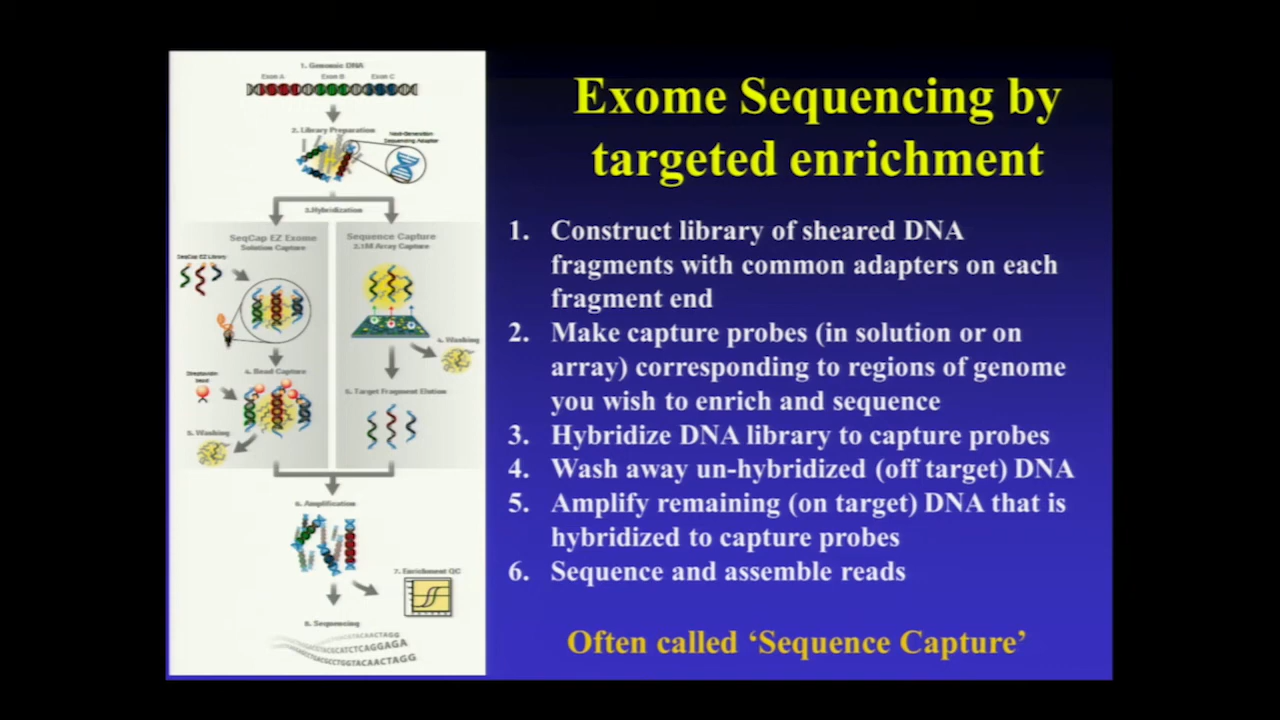 1. Genomic DNA
Exon A Exon B Exon C
2. Library Preparation
Next-Generation
Sequencing Adapter
3.Hybridization
SeqCap EZ Exome
Solution Capture
Sequence Capture
2.1M Array Capture
SeqCap EZ Library
4. Washing
Streptavidin
bead
4. Bead Capture
5. Target Fragment Elution
5. Washing
6. Amplification
7. Enrichment QC
8. Sequencing
Exome Sequencing by
targeted enrichment
1. Construct library of sheared DNA
fragments with common adapters on each
fragment end
2. Make capture probes (in solution or on
array) corresponding to regions of genome
you wish to enrich and sequence
3. Hybridize DNA library to capture probes
4. Wash away un-hybridized (off target) DNA
5. Amplify remaining (on target) DNA that is
hybridized to capture probes
6. Sequence and assemble reads
Often called ‘Sequence Capture’